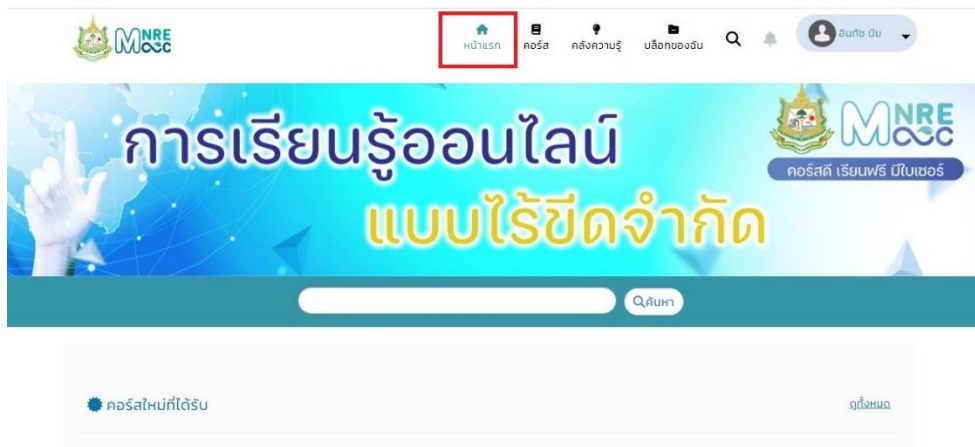 MNRE
MOOC
หน้าแรก
คอร์ส
คลังความรู้
บล็อกของฉัน
อินทัช บิม
การเรียนรู้ออนไลน์
แบบไร้ขีดจำกัด
MNRE
MOOC
คอร์สดี เรียนฟรี มีใบเซอร์
ค้นหา
คอร์สใหม่ที่ได้รับ
ดูทั้งหมด